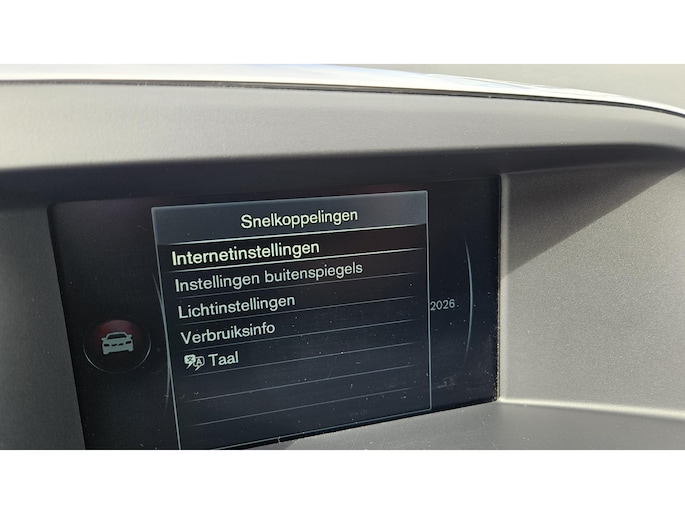 Snelkoppelingen
Internetinstellingen
Instellingen buitenspiegels
Lichtinstellingen
2026.
Verbruiksinfo
Taal